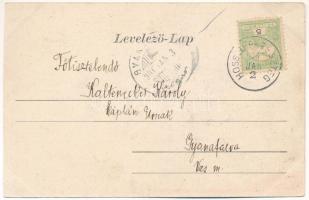 Levelező-Lap
Főtisztelendő
Kaltenecker Károly
káplán Urnak
Gyanafalva
Vas m.